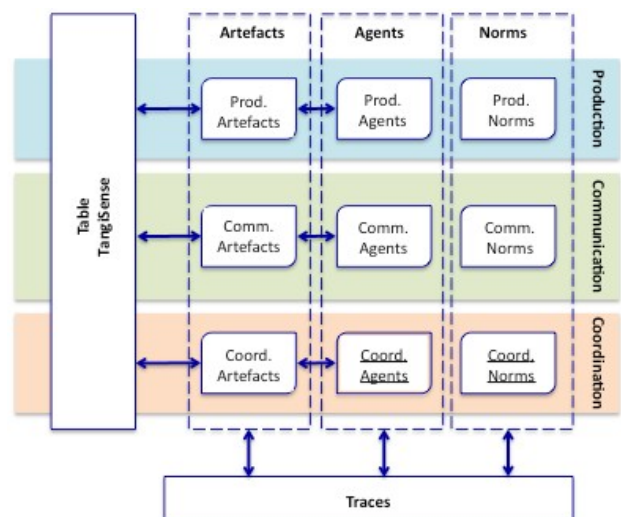 Artefacts
Agents
Norms
Table
TangiSense
Prod.
Artefacts
Prod.
Agents
Prod.
Norms
Production
Comm.
Artefacts
Comm.
Agents
Comm.
Norms
Communication
Coord.
Artefacts
Coord.
Agents
Coord.
Norms
Coordination
Traces